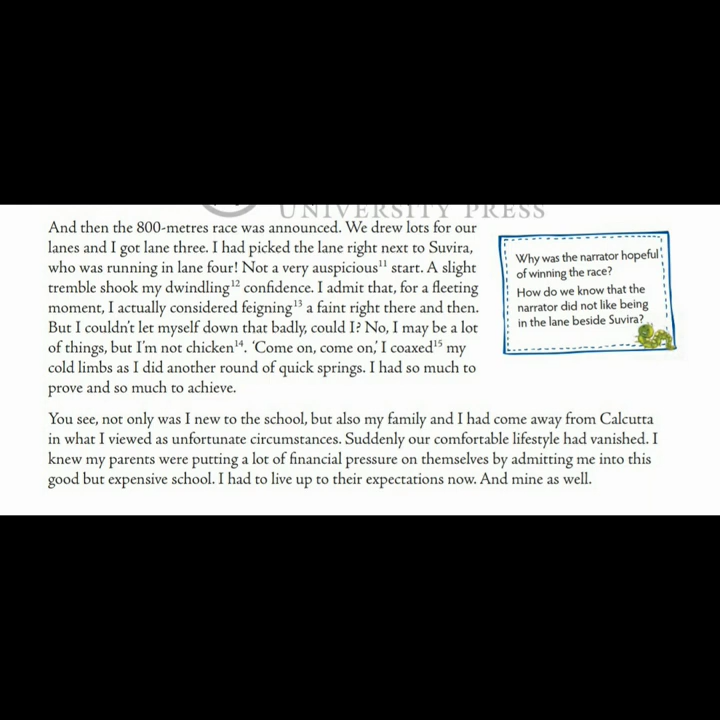 UNIVERSITY PRESS
And then the 800-metres race was announced. We drew lots for our
lanes and I got lane three. I had picked the lane right next to Suvira,
who was running in lane four! Not a very auspicious¹¹ start. A slight
tremble shook my dwindling¹² confidence. I admit that, for a fleeting
moment, I actually considered feigning¹³ a faint right there and then.
But I couldn't let myself down that badly, could I? No, I may be a lot
of things, but I'm not chicken¹⁴. 'Come on, come on,' I coaxed¹⁵ my
cold limbs as I did another round of quick springs. I had so much to
prove and so much to achieve.
Why was the narrator hopeful
of winning the race?
How do we know that the
narrator did not like being
in the lane beside Suvira?
You see, not only was I new to the school, but also my family and I had come away from Calcutta
in what I viewed as unfortunate circumstances. Suddenly our comfortable lifestyle had vanished. I
knew my parents were putting a lot of financial pressure on themselves by admitting me into this
good but expensive school. I had to live up to their expectations now. And mine as well.